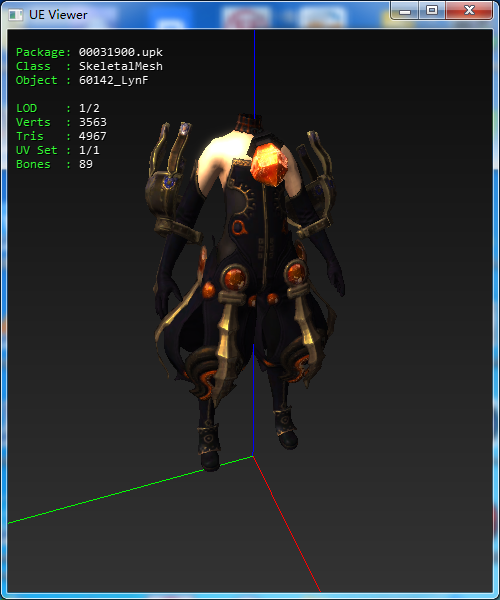 UE Viewer
Package: 00031900.upk
Class : SkeletalMesh
Object : 60142_LynF
LOD : 1/2
Verts : 3563
Tris : 4967
UV Set : 1/1
Bones : 89